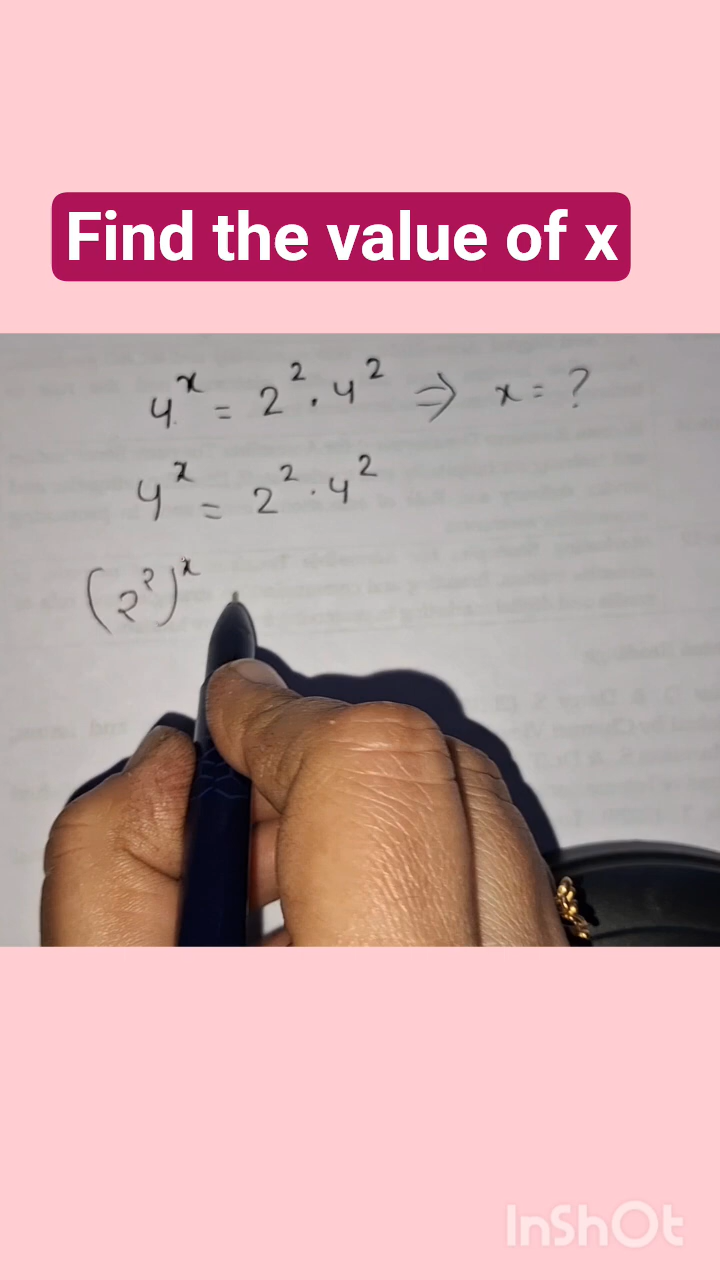 Find the value of x
4^x = 2^2 . 4^2 ⇒ x = ?
4^x = 2^2 . 4^2
(2^2)^x
InShOt